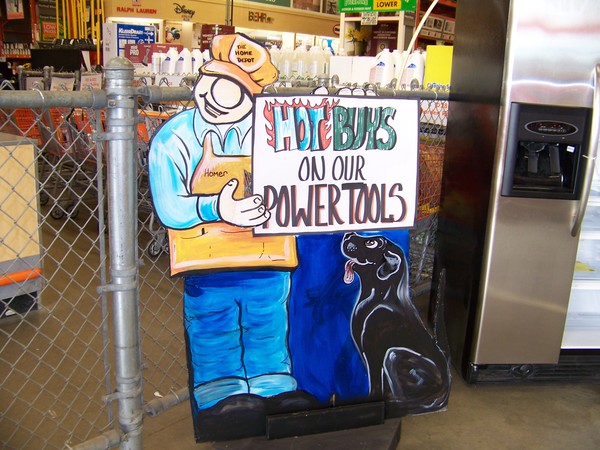 RALPH LAUREN
Disney
BEHR
LOWER
THE
HOME
DEPOT
Homer
HOT BUYS
ON OUR
POWER TOOLS